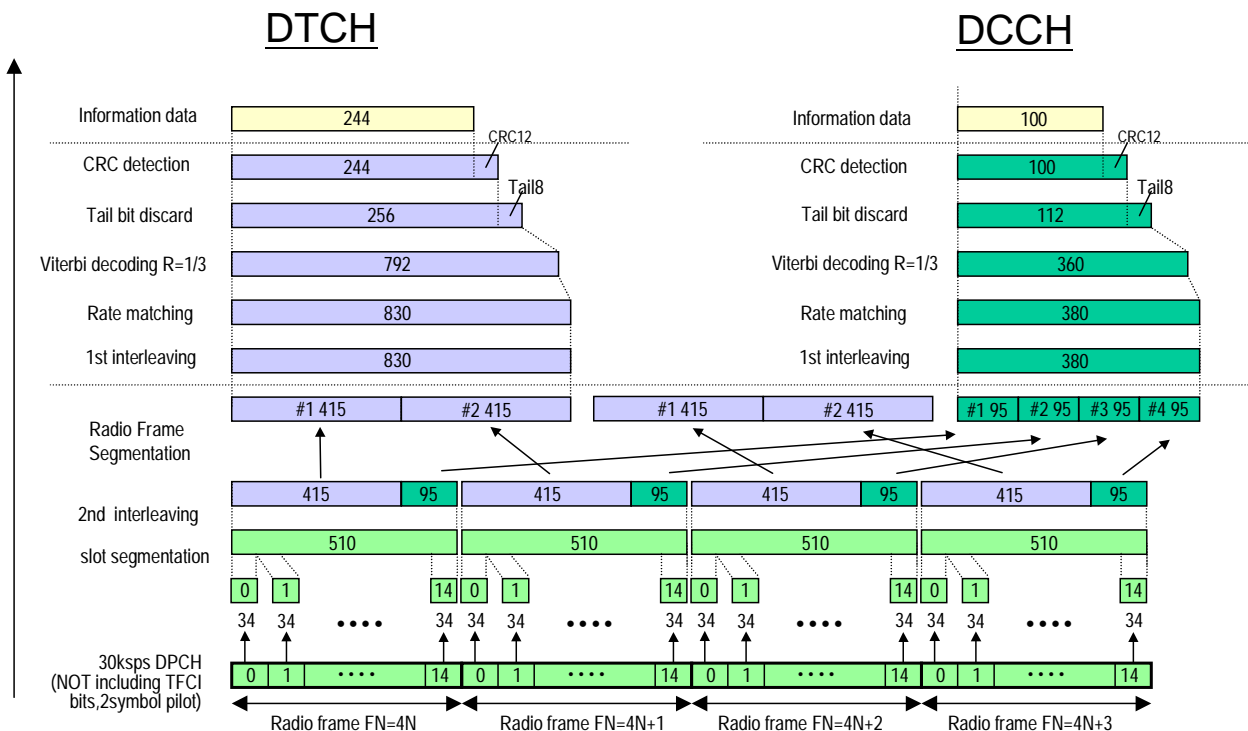 DTCH DCCH
Information data 244 Information data 100
CRC12 CRC12
CRC detection 244 CRC detection 100
Tail8 Tail8
Tail bit discard 256 Tail bit discard 112
Viterbi decoding R=1/3 792 Viterbi decoding R=1/3 360
Rate matching 830 Rate matching 380
1st interleaving 830 1st interleaving 380
#1 415 #2 415 #1 415 #2 415 #1 95 #2 95 #3 95 #4 95
Radio Frame
Segmentation
415 95 415 95 415 95 415 95
2nd interleaving
510 510 510 510
slot segmentation
0 1 14 0 1 14 0 1 14 0 1 14
34 34 •••• 34 34 34 •••• 34 34 34 •••• 34 34 34 •••• 34
30ksps DPCH
(NOT including TFCI
bits,2symbol pilot)
0 1 •••• 14 0 1 •••• 14 0 1 •••• 14 0 1 •••• 14
Radio frame FN=4N Radio frame FN=4N+1 Radio frame FN=4N+2 Radio frame FN=4N+3